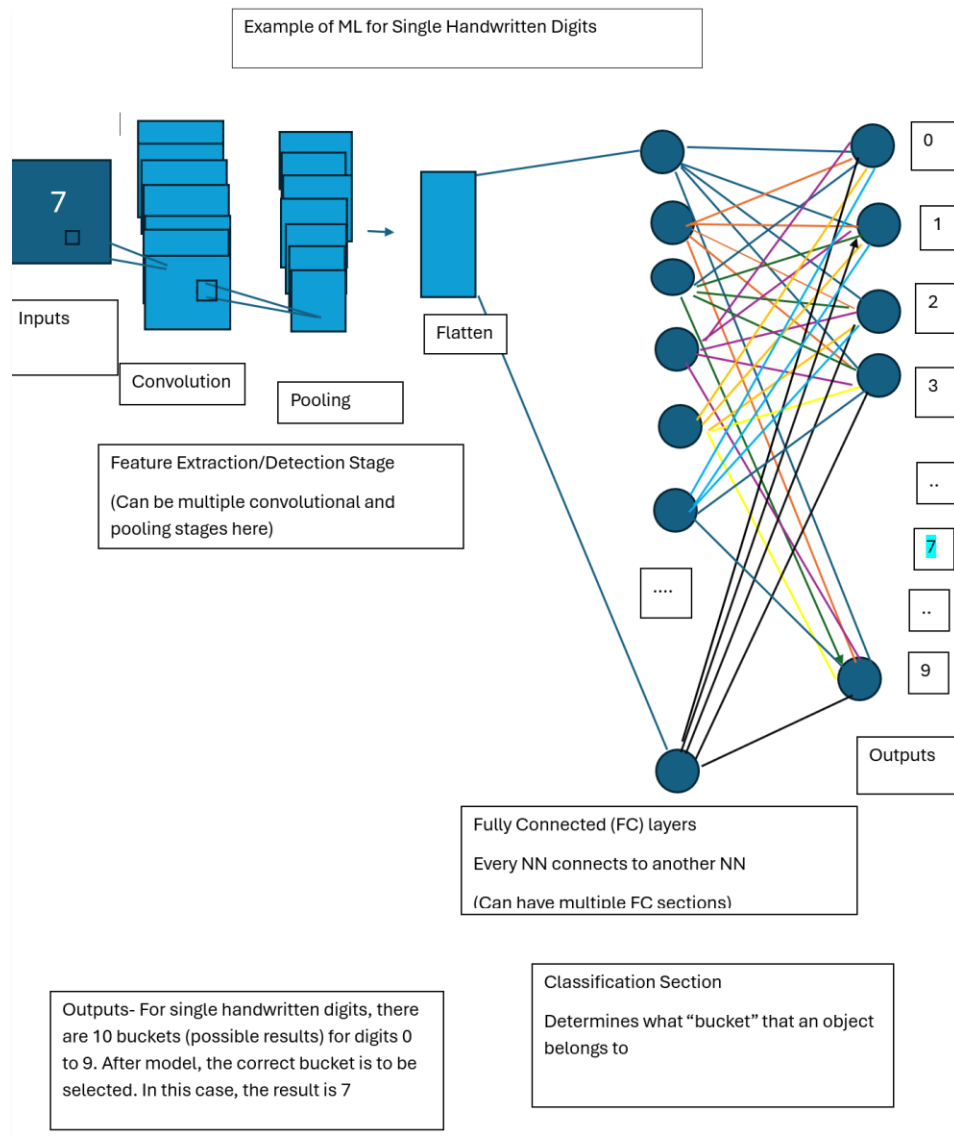 Example of ML for Single Handwritten Digits
0
7
1
2
Inputs
Flatten
Convolution
3
Pooling
Feature Extraction/Detection Stage
(Can be multiple convolutional and
pooling stages here)
..
7
....
..
9
Outputs
Fully Connected (FC) layers
Every NN connects to another NN
(Can have multiple FC sections)
Classification Section
Determines what “bucket” that an object
belongs to
Outputs- For single handwritten digits, there
are 10 buckets (possible results) for digits 0
to 9. After model, the correct bucket is to be
selected. In this case, the result is 7